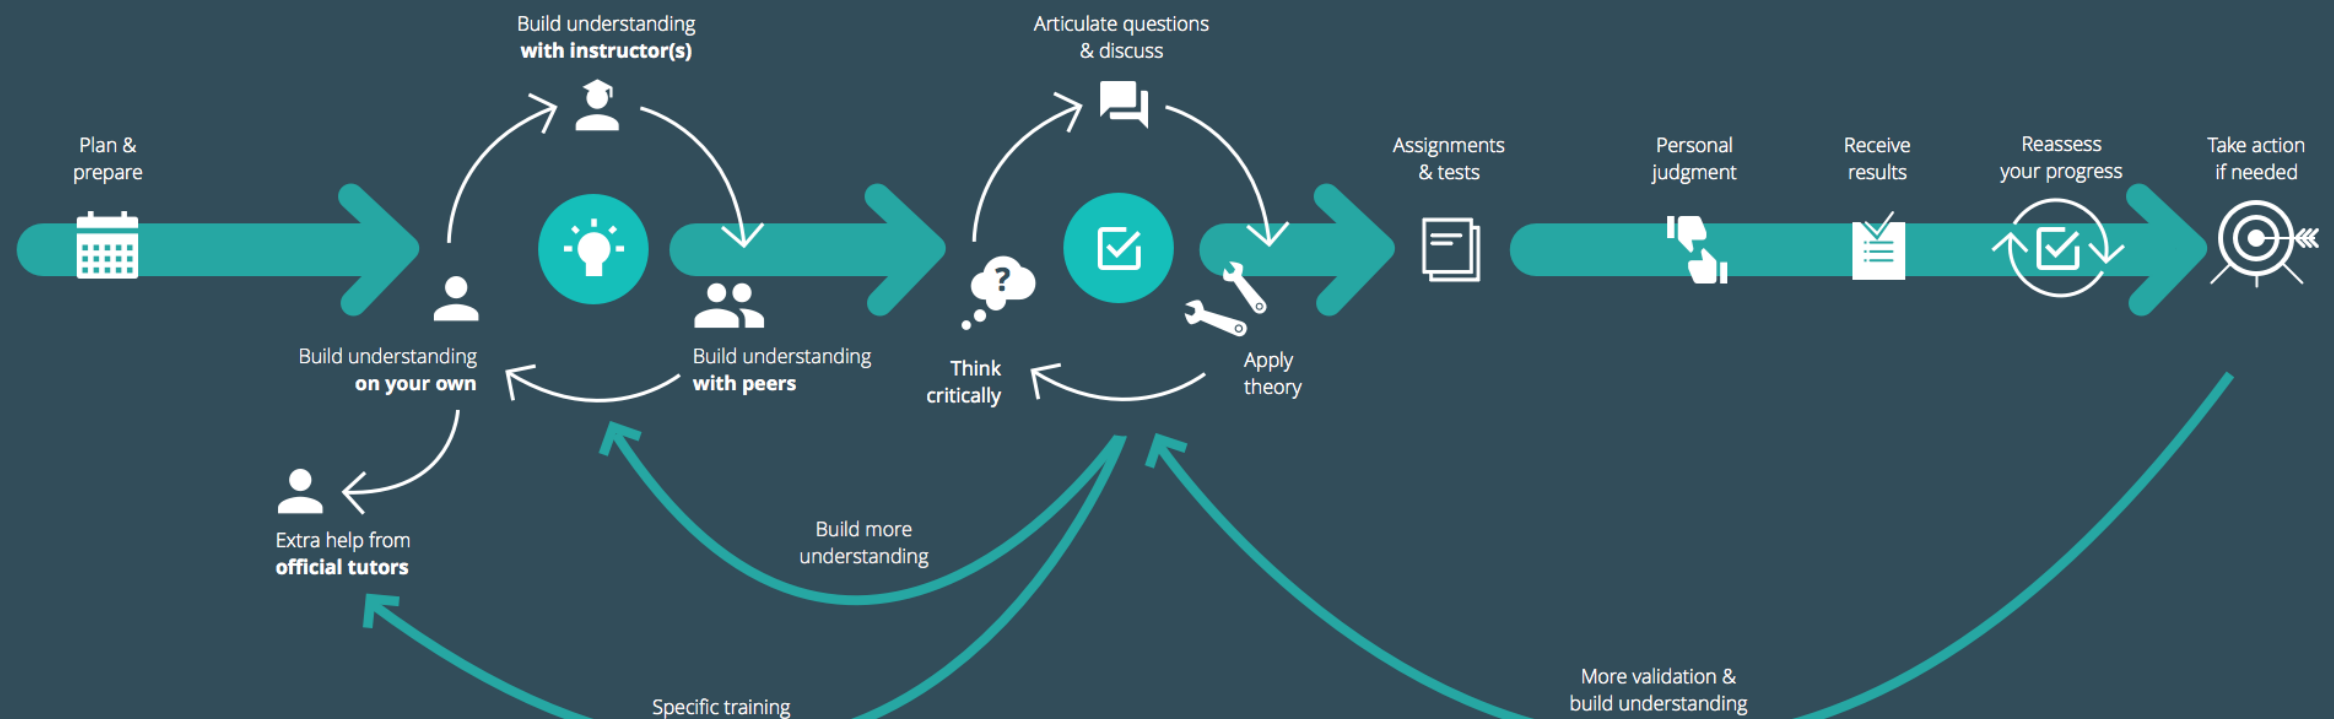 Plan &
prepare
Build understanding
with instructor(s)
Build understanding
on your own
Build understanding
with peers
Extra help from
official tutors
Articulate questions
& discuss
?
Think
critically
Apply
theory
Build more
understanding
Specific training
Assignments
& tests
Personal
judgment
Receive
results
Reassess
your progress
Take action
if needed
More validation &
build understanding